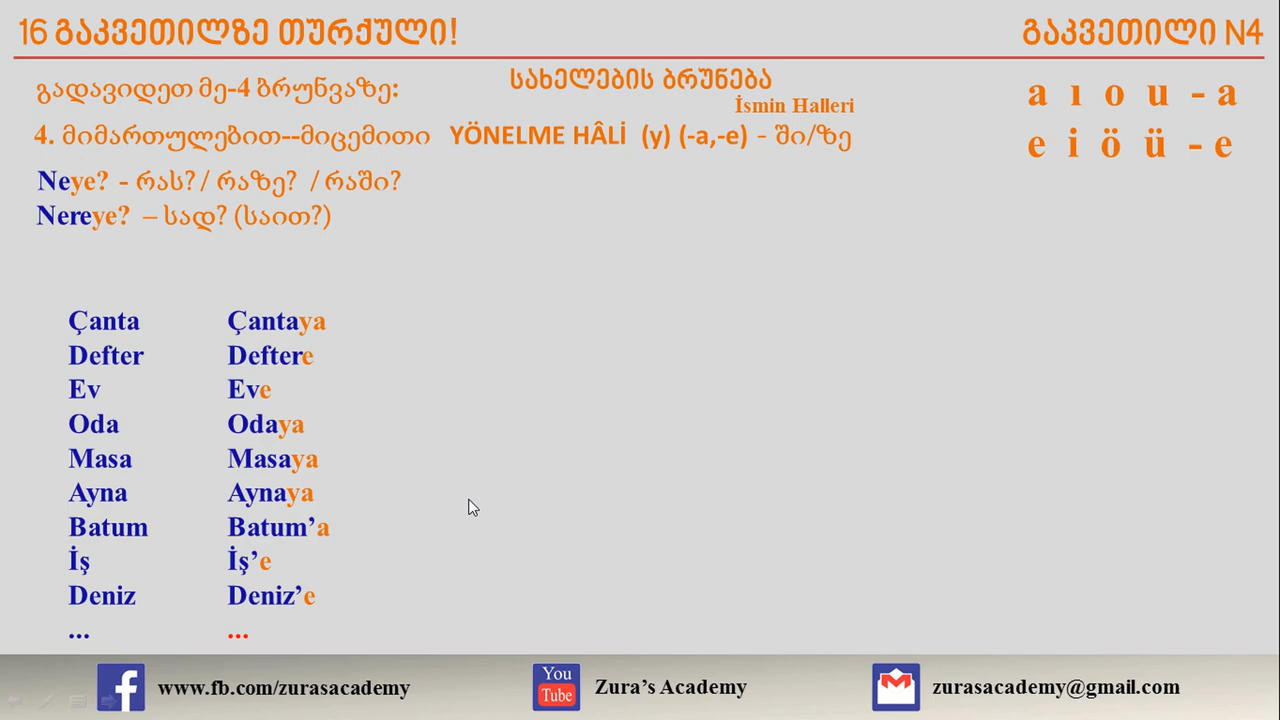 16 გაკვეთილზე თურქული!
გაკვეთილი N4
გადავიდეთ მე-4 ბრუნვაზე:
სახელების ბრუნება
İsmin Halleri
a ı o u - a
e i ö ü - e
4. მიმართულებით--მიცემითი YÖNELME HÂLİ (y) (-a,-e) - ში/ზე
Neye? - რას? / რაზე? / რაში?
Nereye? – სად? (საით?)
Çanta Çantaya
Defter Deftere
Ev Eve
Oda Odaya
Masa Masaya
Ayna Aynaya
Batum Batum’a
İş İş’e
Deniz Deniz’e
... ...
www.fb.com/zurasacademy
You Tube
Zura’s Academy
zurasacademy@gmail.com